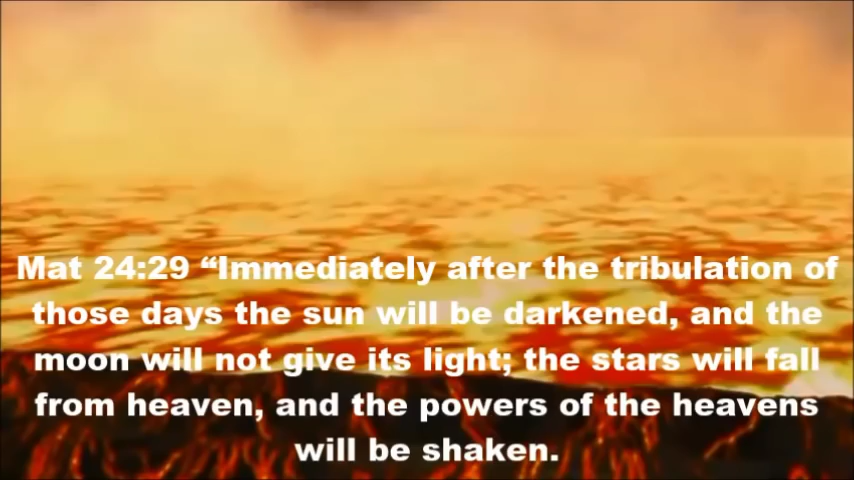 Mat 24:29 “Immediately after the tribulation of
those days the sun will be darkened, and the
moon will not give its light; the stars will fall
from heaven, and the powers of the heavens
will be shaken.